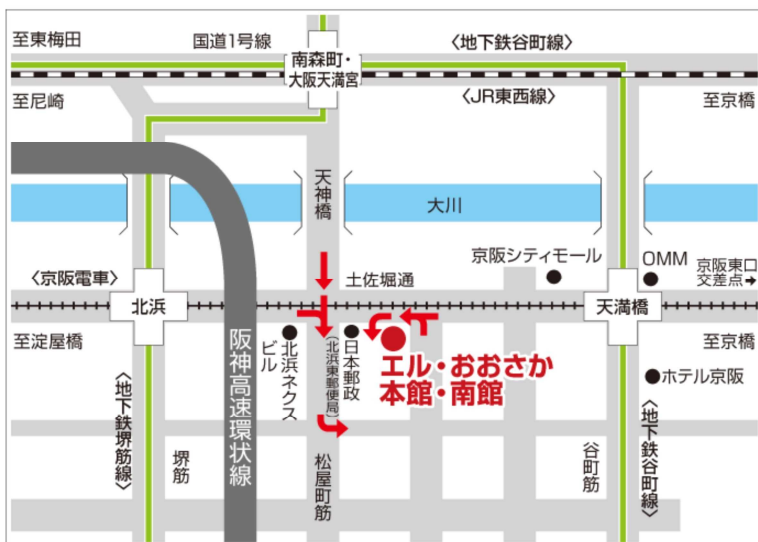 至東梅田
国道1号線
〈地下鉄谷町線〉
南森町・
大阪天満宮
至尼崎
〈JR東西線〉
至京橋
天神橋
大川
京阪シティモール
OMM
京阪東口
交差点→
〈京阪電車〉
土佐堀通
北浜
天満橋
至淀屋橋
至京橋
阪神高速環状線
北浜ネクス
ビル
(北浜東郵便局)
日本郵政
エル・おおさか
本館・南館
ホテル京阪
〈地下鉄堺筋線〉
堺筋
松屋町筋
谷町筋
〈地下鉄谷町線〉